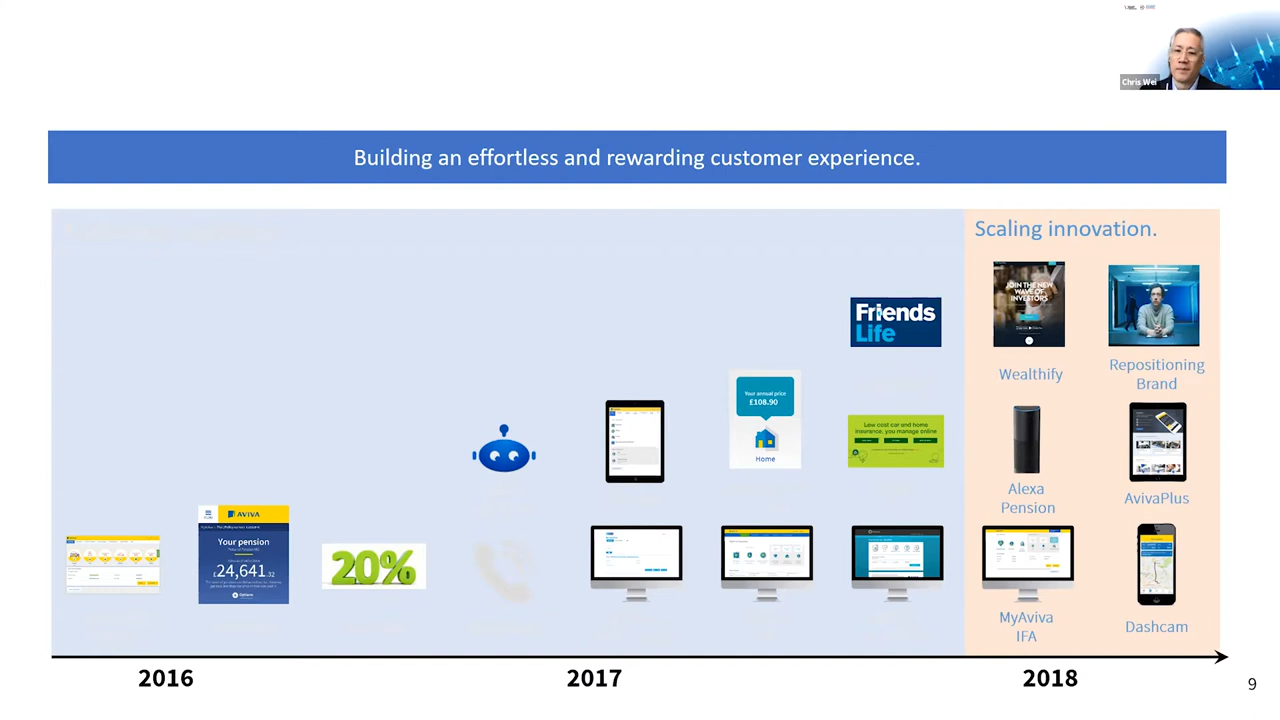 Chris Wei
Building an effortless and rewarding customer experience.
Scaling innovation.
JOIN THE NEW
WAVE OF
INVESTORS
Friends
Life
Wealthify
Repositioning
Brand
Your annual price
£108.90
Home
Low cost car and home
insurance, you manage online
Alexa
Pension
AvivaPlus
AVIVA
Your pension
£24,641.32
Options
20%
MyAviva
IFA
Dashcam
2016
2017
2018
9